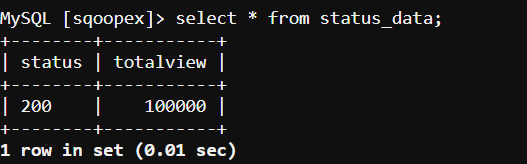 MySQL [sqoopex]> select * from status_data;
+--------+-----------+
| status | totalview |
+--------+-----------+
| 200    |    100000 |
+--------+-----------+
1 row in set (0.01 sec)